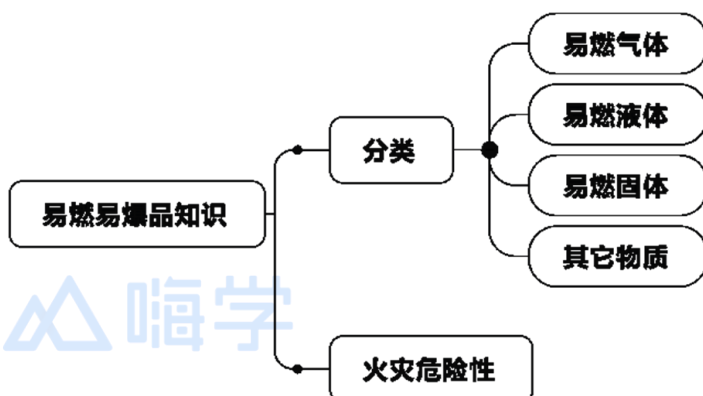 易燃易爆品知识
分类
易燃气体
易燃液体
易燃固体
其它物质
火灾危险性
嗨学